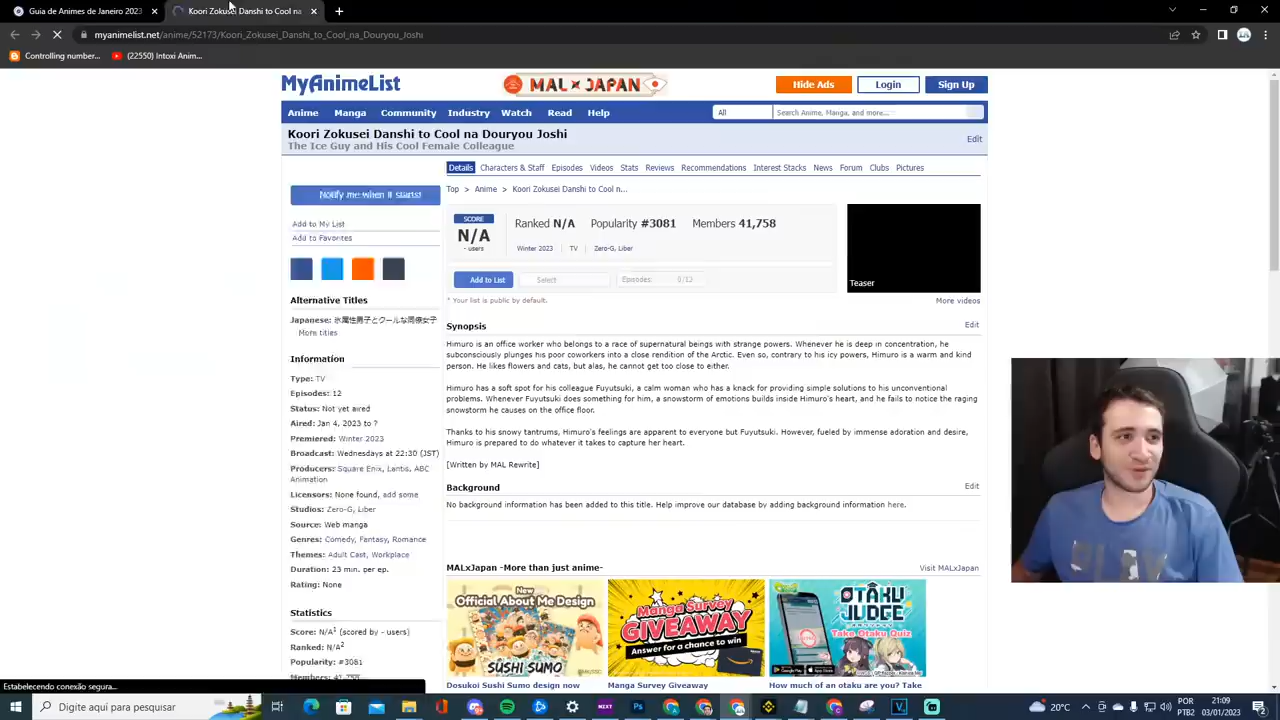 Guia de Animes de Janeiro 2023
Koori Zokusei Danshi to Cool na
myanimelist.net/anime/52173/Koori_Zokusei_Danshi_to_Cool_na_Douryou_Joshi
Controlling number...
(22550) Intoxi Anim...
MyAnimeList
MAL x JAPAN
Hide Ads
Login
Sign Up
Anime
Manga
Community
Industry
Watch
Read
Help
All
Search Anime, Manga, and more...
Koori Zokusei Danshi to Cool na Douryou Joshi
Edit
The Ice Guy and His Cool Female Colleague
Details
Characters & Staff
Episodes
Videos
Stats
Reviews
Recommendations
Interest Stacks
News
Forum
Clubs
Pictures
Notify me when it starts!
Top > Anime > Koori Zokusei Danshi to Cool n...
SCORE
N/A
- users
Ranked N/A
Popularity #3081
Members 41,758
Winter 2023
TV
Zero-G, Liber
Add to My List
Add to Favorites
Add to List
Select
Episodes:
0/12
Teaser
* Your list is public by default.
More videos
Alternative Titles
Japanese: 氷属性男子とクールな同僚女子
More titles
Information
Type: TV
Episodes: 12
Status: Not yet aired
Aired: Jan 4, 2023 to ?
Premiered: Winter 2023
Broadcast: Wednesdays at 22:30 (JST)
Producers: Square Enix, Lantis, ABC
Animation
Licensors: None found, add some
Studios: Zero-G, Liber
Source: Web manga
Genres: Comedy, Fantasy, Romance
Themes: Adult Cast, Workplace
Duration: 23 min. per ep.
Rating: None
Statistics
Score: N/A1 (scored by - users)
Ranked: N/A2
Popularity: #3081
Members:
Synopsis
Edit
Himuro is an office worker who belongs to a race of supernatural beings with strange powers. Whenever he is deep in concentration, he
subconsciously plunges his poor coworkers into a close rendition of the Arctic. Even so, contrary to his icy powers, Himuro is a warm and kind
person. He likes flowers and cats, but alas, he cannot get too close to either.
Himuro has a soft spot for his colleague Fuyutsuki, a calm woman who has a knack for providing simple solutions to his unconventional
problems. Whenever Fuyutsuki does something for him, a snowstorm of emotions builds inside Himuro's heart, and he fails to notice the raging
snowstorm he causes on the office floor.
Thanks to his snowy tantrums, Himuro's feelings are apparent to everyone but Fuyutsuki. However, fueled by immense adoration and desire,
Himuro is prepared to do whatever it takes to capture her heart.
[Written by MAL Rewrite]
Background
Edit
No background information has been added to this title. Help improve our database by adding background information here.
MALxJapan -More than just anime-
Visit MALxJapan
New
Official About Me Design
SUSHI SUMO
Manga Survey
GIVEAWAY
Answer for a chance to win
OTAKU
JUDGE
Take Otaku Quiz
Dosukoi Sushi Sumo design now
Manga Survey Giveaway
How much of an otaku are you? Take
Estabelecendo conexão segura...
Digite aqui para pesquisar
NEXT
20°C
POR
PTB2
21:09
03/01/2023